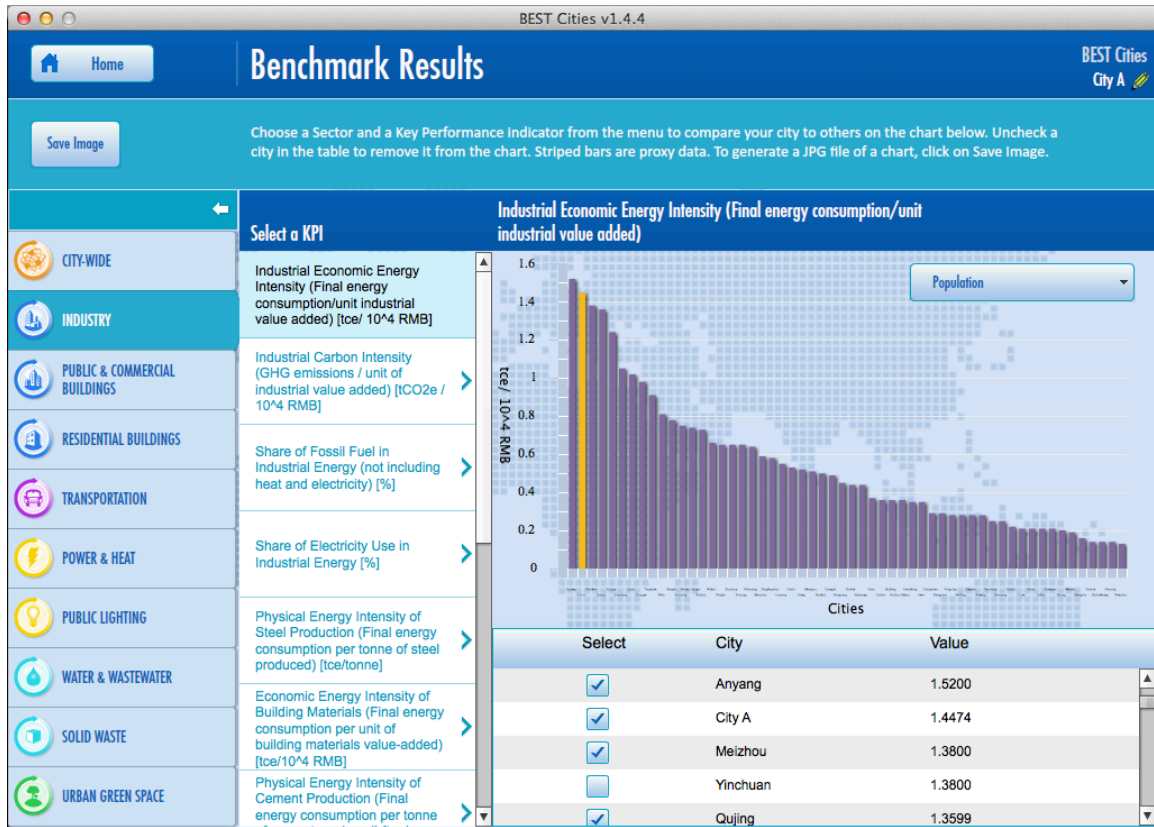 BEST Cities v1.4.4
Home
Benchmark Results
BEST Cities
City A
Save Image
Choose a Sector and a Key Performance Indicator from the menu to compare your city to others on the chart below. Uncheck a
city in the table to remove it from the chart. Striped bars are proxy data. To generate a JPG file of a chart, click on Save Image.
CITY-WIDE
INDUSTRY
PUBLIC & COMMERCIAL
BUILDINGS
RESIDENTIAL BUILDINGS
TRANSPORTATION
POWER & HEAT
PUBLIC LIGHTING
WATER & WASTEWATER
SOLID WASTE
URBAN GREEN SPACE
Select a KPI
Industrial Economic Energy
Intensity (Final energy
consumption/unit industrial
value added) [tce/ 10^4 RMB]
Industrial Carbon Intensity
(GHG emissions / unit of
industrial value added) [tCO2e /
10^4 RMB]
Share of Fossil Fuel in
Industrial Energy (not including
heat and electricity) [%]
Share of Electricity Use in
Industrial Energy [%]
Physical Energy Intensity of
Steel Production (Final energy
consumption per tonne of steel
produced) [tce/tonne]
Economic Energy Intensity of
Building Materials (Final energy
consumption per unit of
building materials value-added)
[tce/10^4 RMB]
Physical Energy Intensity of
Cement Production (Final
energy consumption per tonne
Industrial Economic Energy Intensity (Final energy consumption/unit
industrial value added)
Population
1.6
1.4
1.2
1
0.8
0.6
0.4
0.2
0
tce/ 10^4 RMB
Cities
Select City Value
Anyang 1.5200
City A 1.4474
Meizhou 1.3800
Yinchuan 1.3800
Qujing 1.3599